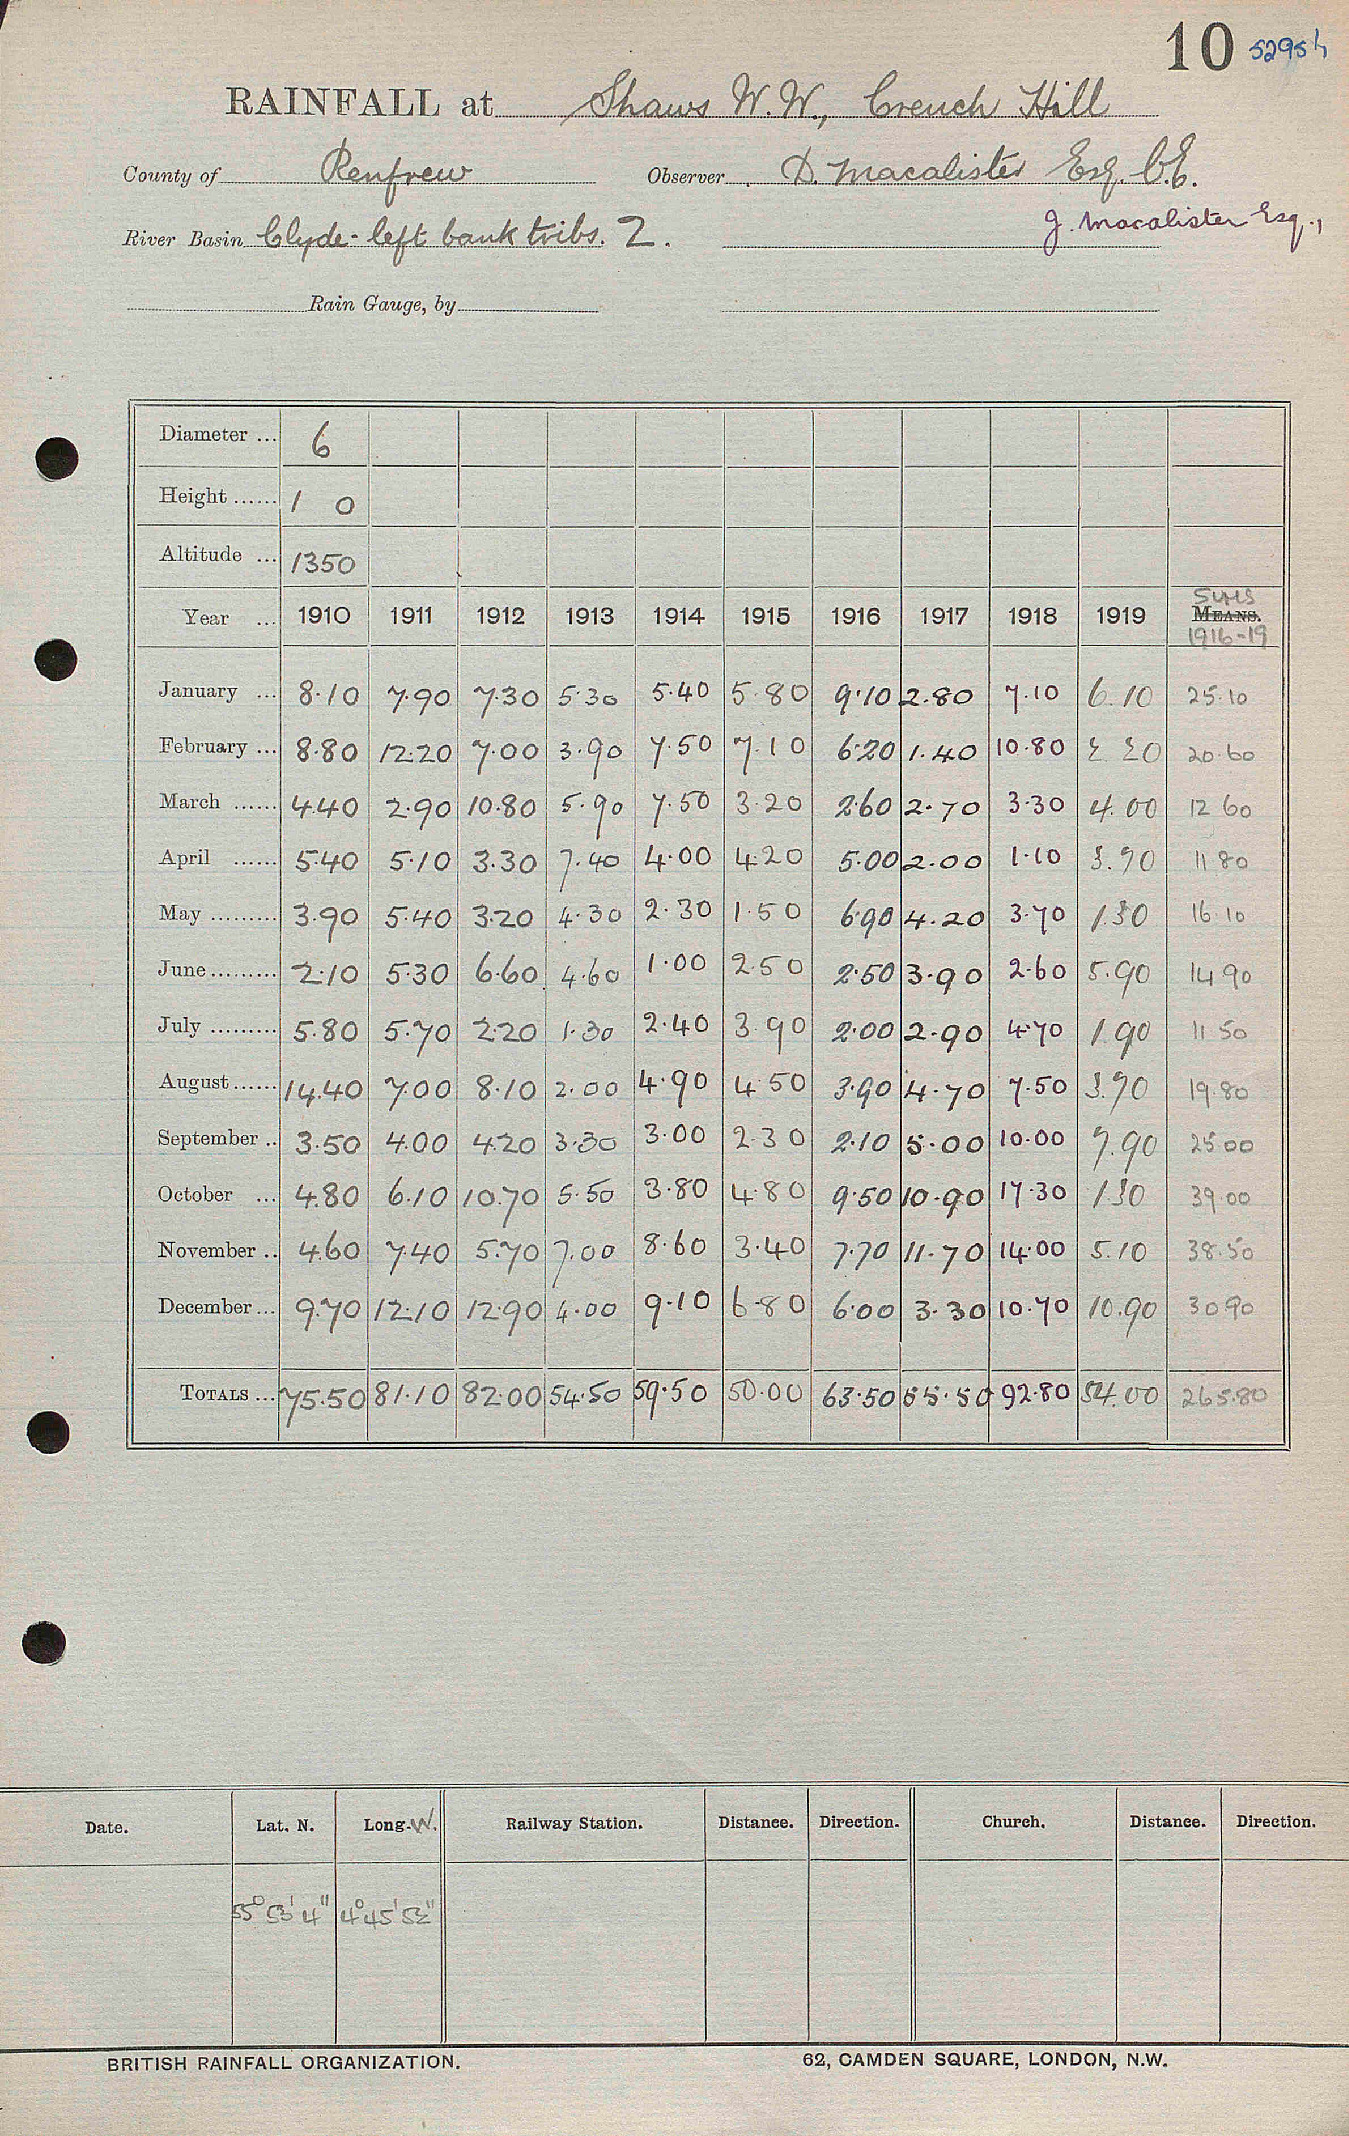 10 5295h
RAINFALL at Shaws W.W., Creuch Hill
County of Renfrew Observer D. Macalister Esq. C.E.
River Basin Clyde - left bank tribs. 2. J. Macalister Esq.,
Rain Gauge, by
Diameter ... 6
Height ...... 1 0
Altitude ... 1350
Sums
Year ... 1910 1911 1912 1913 1914 1915 1916 1917 1918 1919 MEANS.
1916-19
January ... 8.10 7.90 7.30 5.30 5.40 5.80 9.10 2.80 7.10 6.10 25.10
February ... 8.80 12.20 7.00 3.90 7.50 7.10 6.20 1.40 10.80 2.20 20.60
March ...... 4.40 2.90 10.80 5.90 7.50 3.20 2.60 2.70 3.30 4.00 12 60
April ...... 5.40 5.10 3.30 7.40 4.00 4.20 5.00 2.00 1.10 3.70 11 80
May ......... 3.90 5.40 3.20 4.30 2.30 1.50 6.90 4.20 3.70 1.30 16.10
June ......... 2.10 5.30 6.60 4.60 1.00 2.50 2.50 3.90 2.60 5.90 14 90
July ......... 5.80 5.70 2.20 1.30 2.40 3.90 2.00 2.90 4.70 1.90 11 50
August ...... 14.40 7.00 8.10 2.00 4.90 4.50 3.90 4.70 7.50 3.70 19.80
September .. 3.50 4.00 4.20 3.30 3.00 2.30 2.10 5.00 10.00 7.90 25 00
October ... 4.80 6.10 10.70 5.50 3.80 4.80 9.50 10.90 17.30 1.30 39.00
November .. 4.60 7.40 5.70 7.00 8.60 3.40 7.70 11.70 14.00 5.10 38.50
December ... 9.70 12.10 12.90 4.00 9.10 6.80 6.00 3.30 10.70 10.90 30 90
TOTALS ... 75.50 81.10 82.00 54.50 59.50 50.00 63.50 55.50 92.80 54.00 265.80
Date. Lat. N. Long. W. Railway Station. Distance. Direction. Church. Distance. Direction.
55° 53' 4" 4° 45' 52"
BRITISH RAINFALL ORGANIZATION. 62, CAMDEN SQUARE, LONDON, N.W.